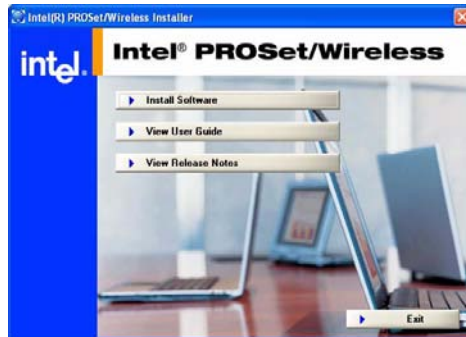 Intel(R) PROSet/Wireless Installer
intel.
Intel® PROSet/Wireless
Install Software
View User Guide
View Release Notes
Exit